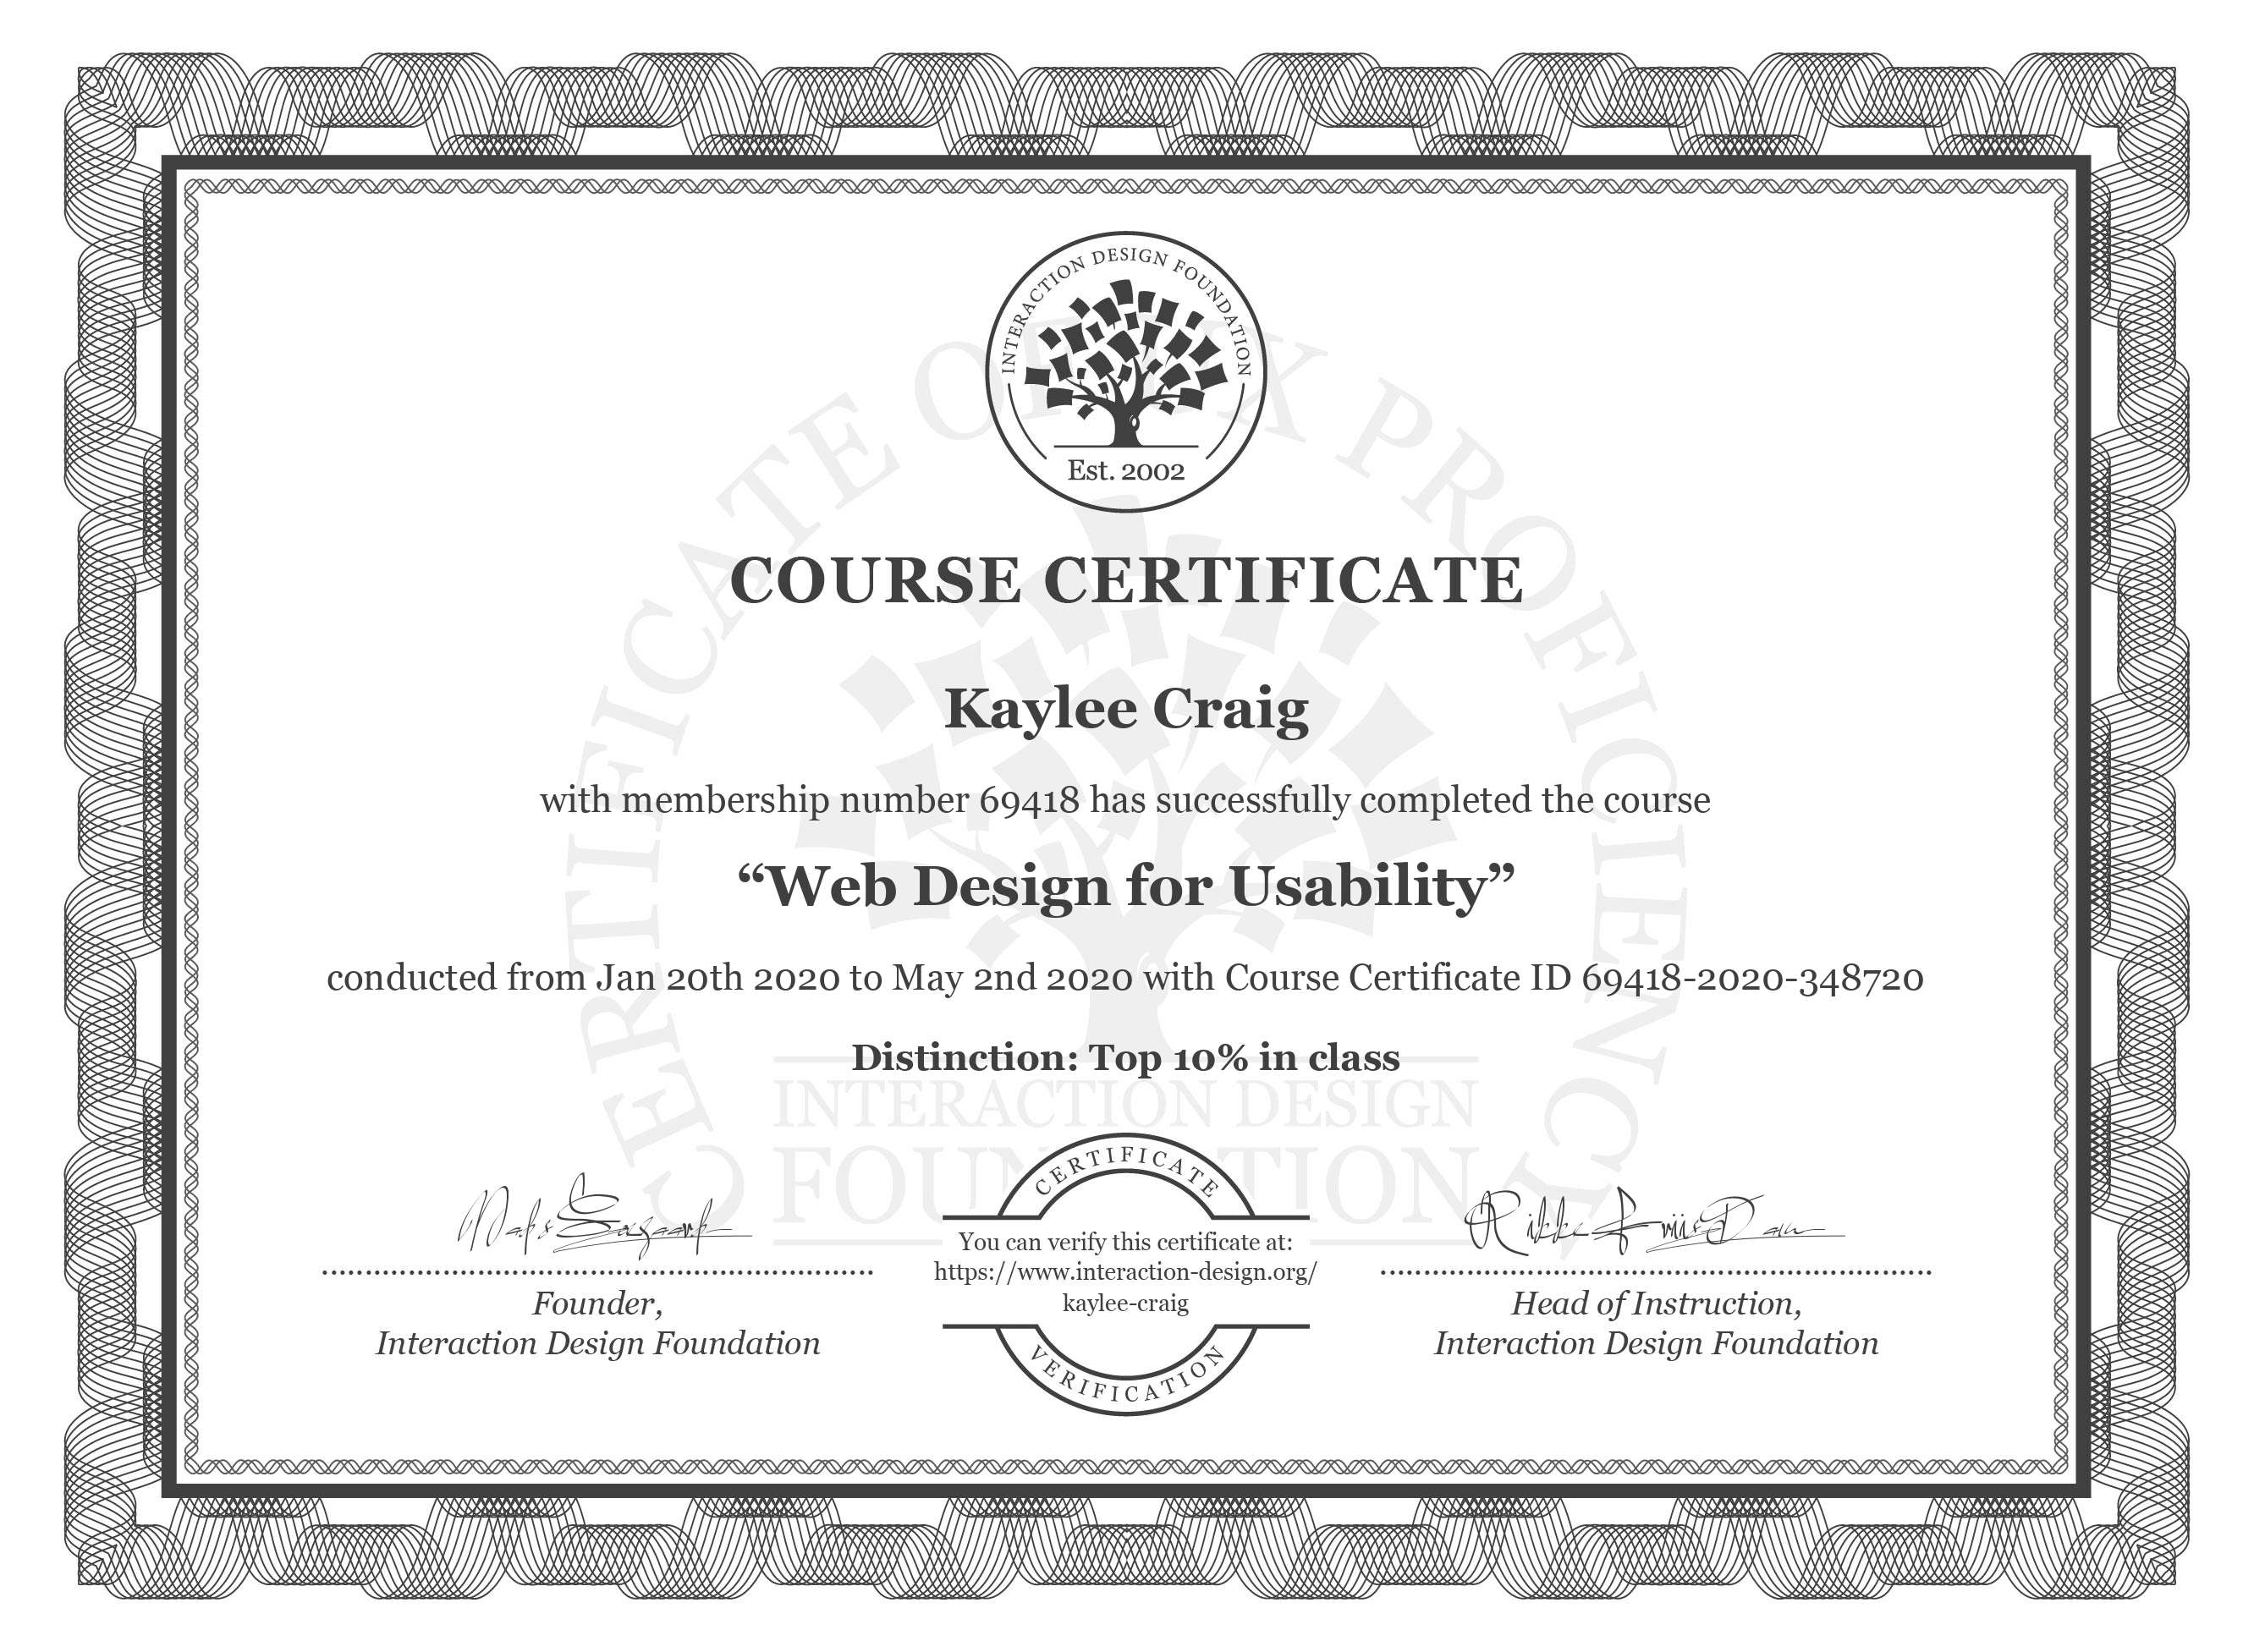 INTERACTION DESIGN FOUNDATION
Est. 2002
CERTIFICATE OF UX PROFICIENCY
COURSE CERTIFICATE
Kaylee Craig
with membership number 69418 has successfully completed the course
“Web Design for Usability”
conducted from Jan 20th 2020 to May 2nd 2020 with Course Certificate ID 69418-2020-348720
Distinction: Top 10% in class
INTERACTION DESIGN
FOUNDATION
CERTIFICATE
You can verify this certificate at:
https://www.interaction-design.org/
kaylee-craig
VERIFICATION
Founder,
Interaction Design Foundation
Rikke Friis Dam
Head of Instruction,
Interaction Design Foundation